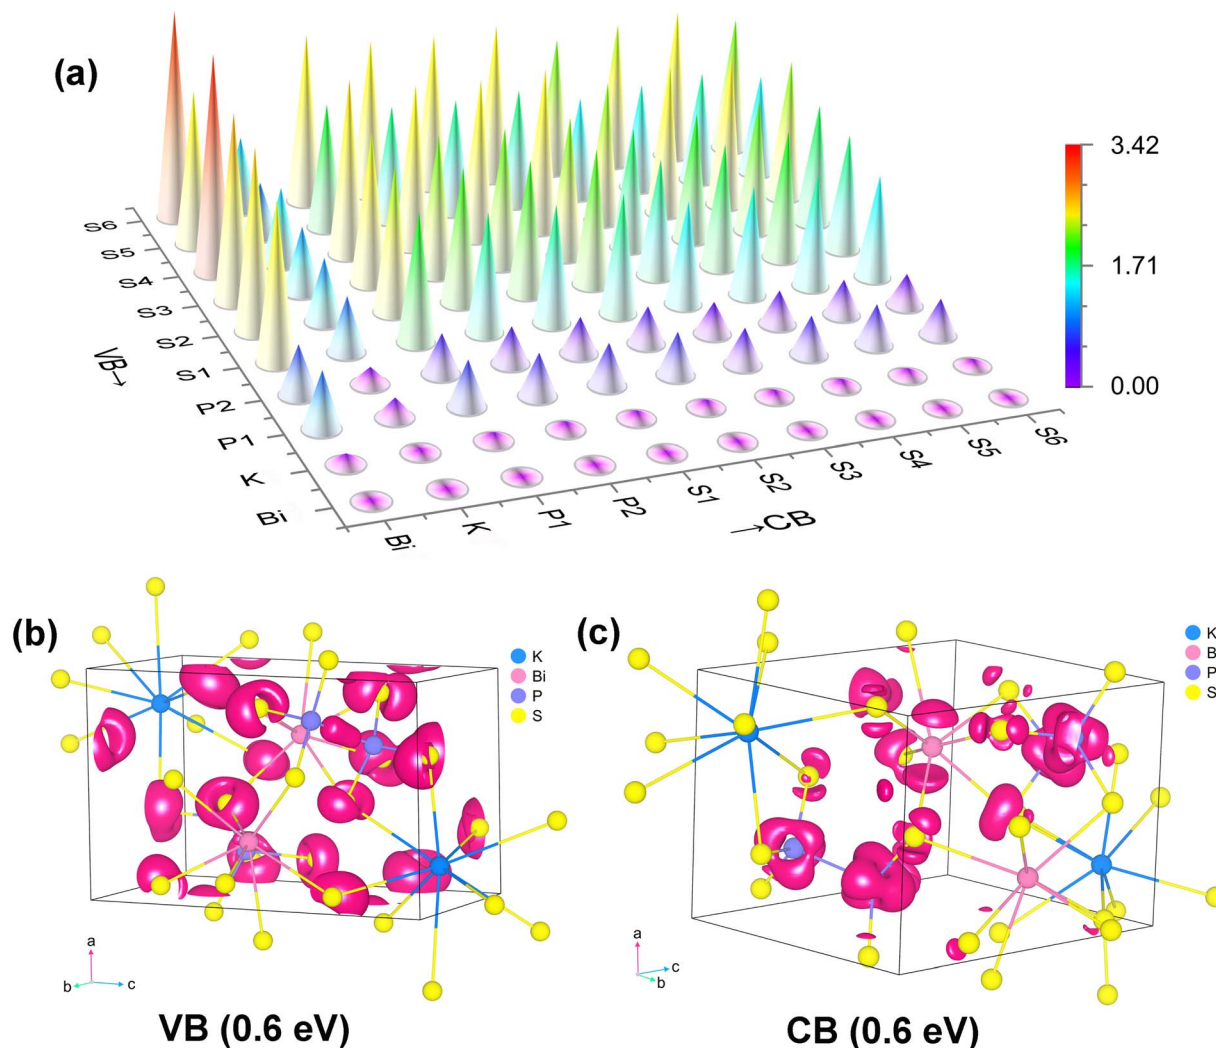 (a)
3.42
1.71
0.00
S6
S5
S4
S3
S2
S1
P2
P1
K
Bi
VB→
Bi
K
P1
P2
S1
S2
S3
S4
S5
S6
→CB
(b)
K
Bi
P
S
a
b
c
VB (0.6 eV)
(c)
K
B
P
S
a
b
c
CB (0.6 eV)